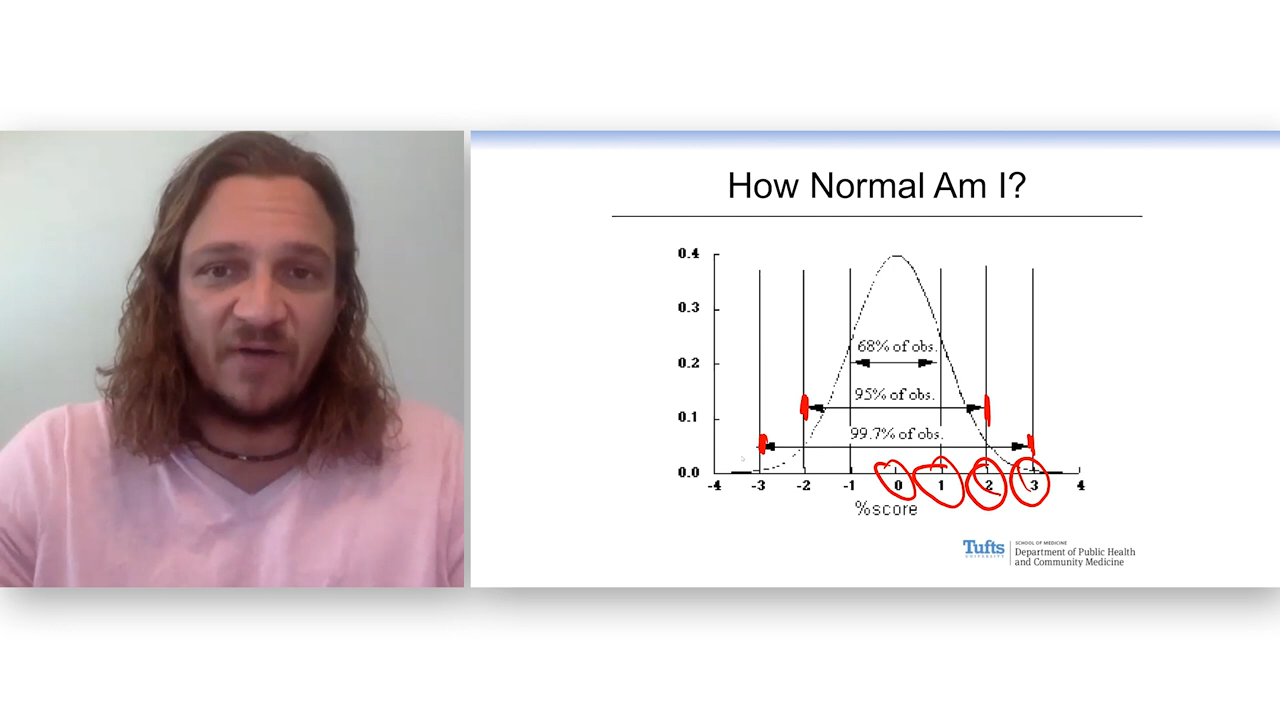 How Normal Am I?
0.4
0.3
68% of obs.
0.2
95% of obs.
0.1
99.7% of obs.
0.0
-4 -3 -2 -1 0 1 2 3 4
%score
Tufts
UNIVERSITY
SCHOOL OF MEDICINE
Department of Public Health
and Community Medicine